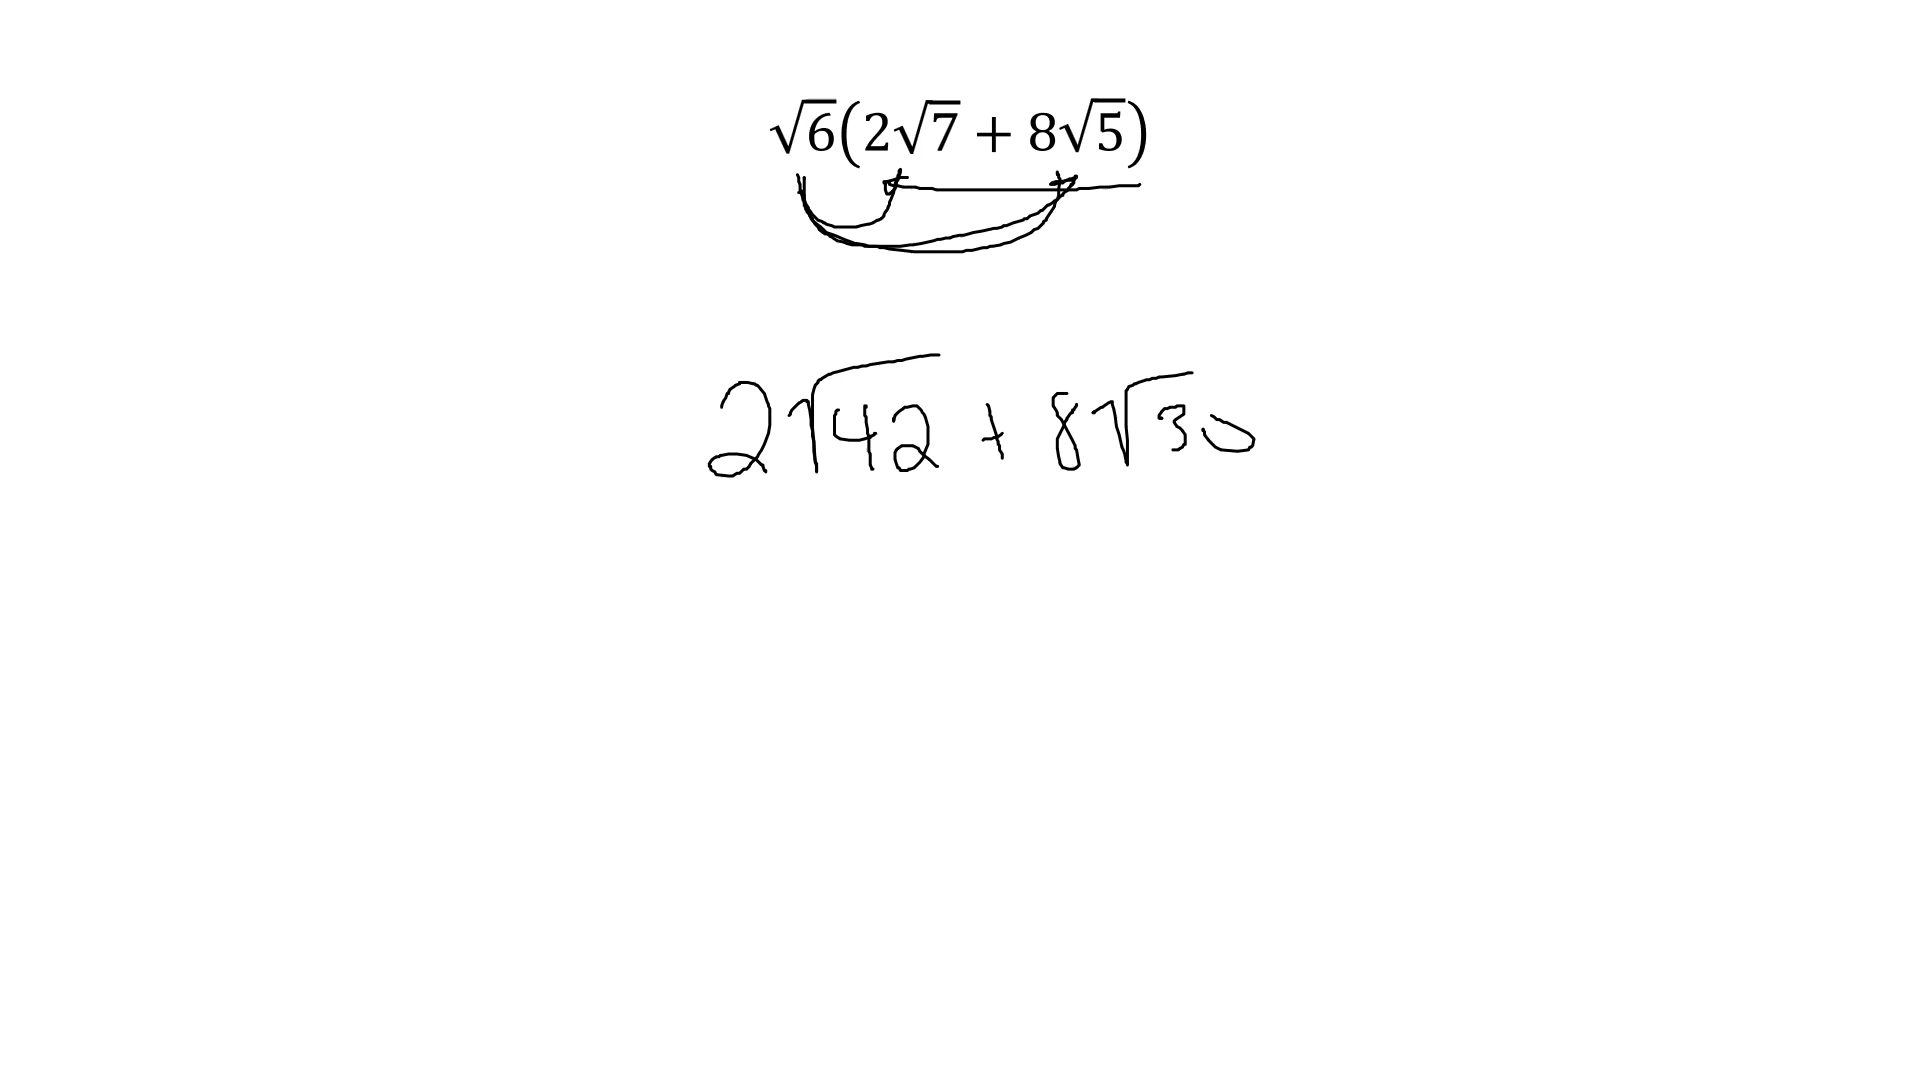 √6(2√7 + 8√5)
2√42 + 8√30